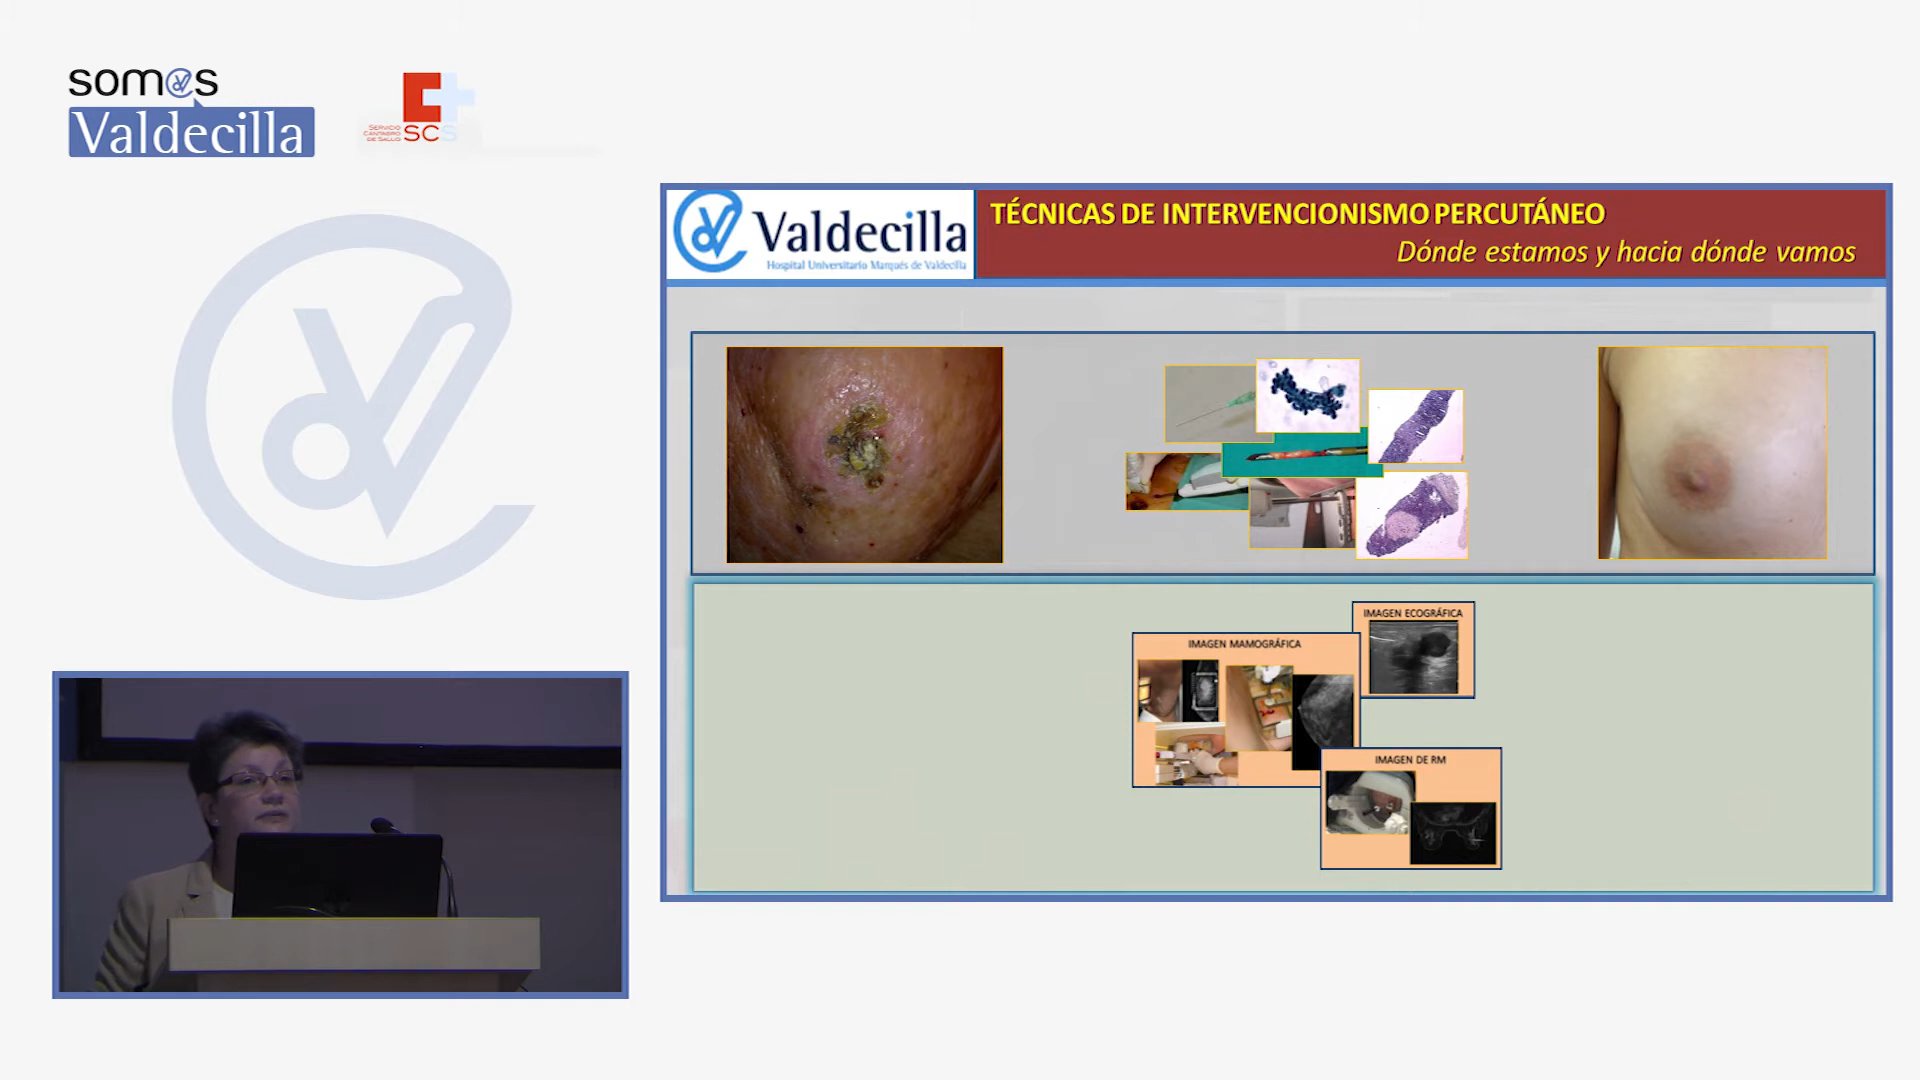 som@s
Valdecilla
SERVICIO
CÁNTABRO
DE SALUD
SCS
Valdecilla
Hospital Universitario Marqués de Valdecilla
TÉCNICAS DE INTERVENCIONISMO PERCUTÁNEO
Dónde estamos y hacia dónde vamos
IMAGEN ECOGRÁFICA
IMAGEN MAMOGRÁFICA
IMAGEN DE RM